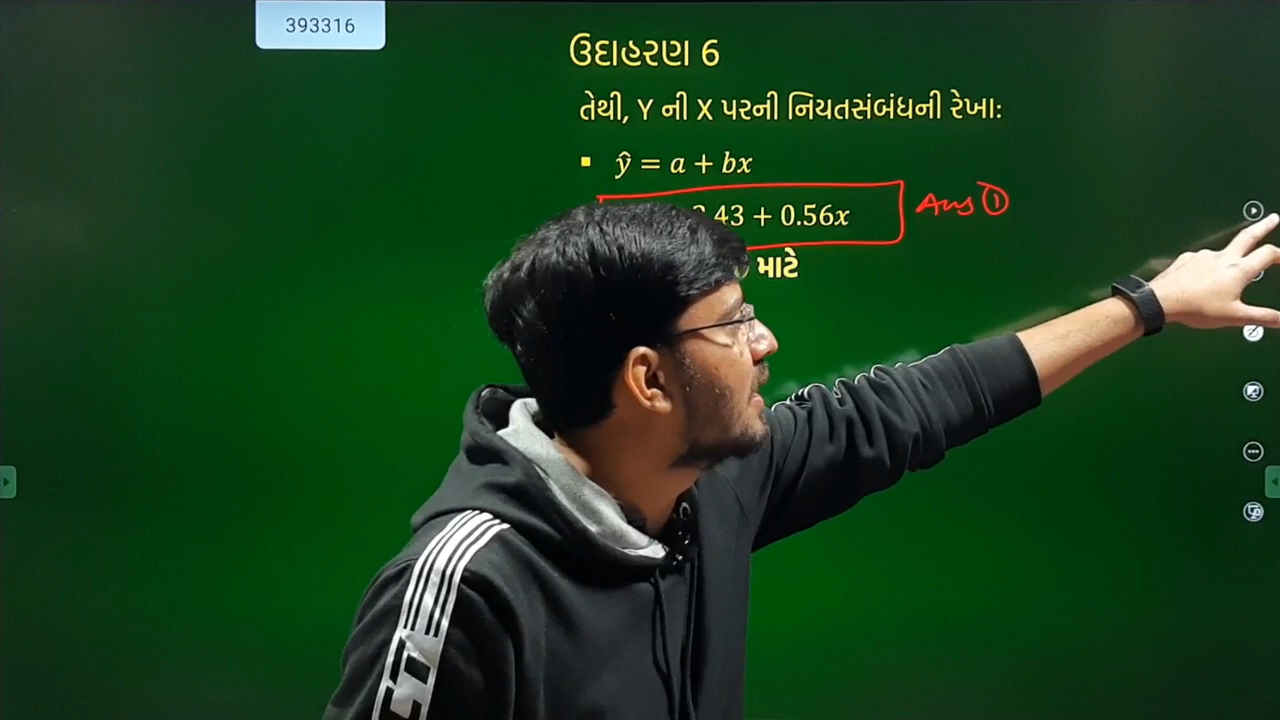 393316
ઉદાહરણ 6
તેથી, Y ની X પરની નિયતસંબંધની રેખાઃ
▪ ŷ = a + bx
.43 + 0.56x Ans ①
માટે